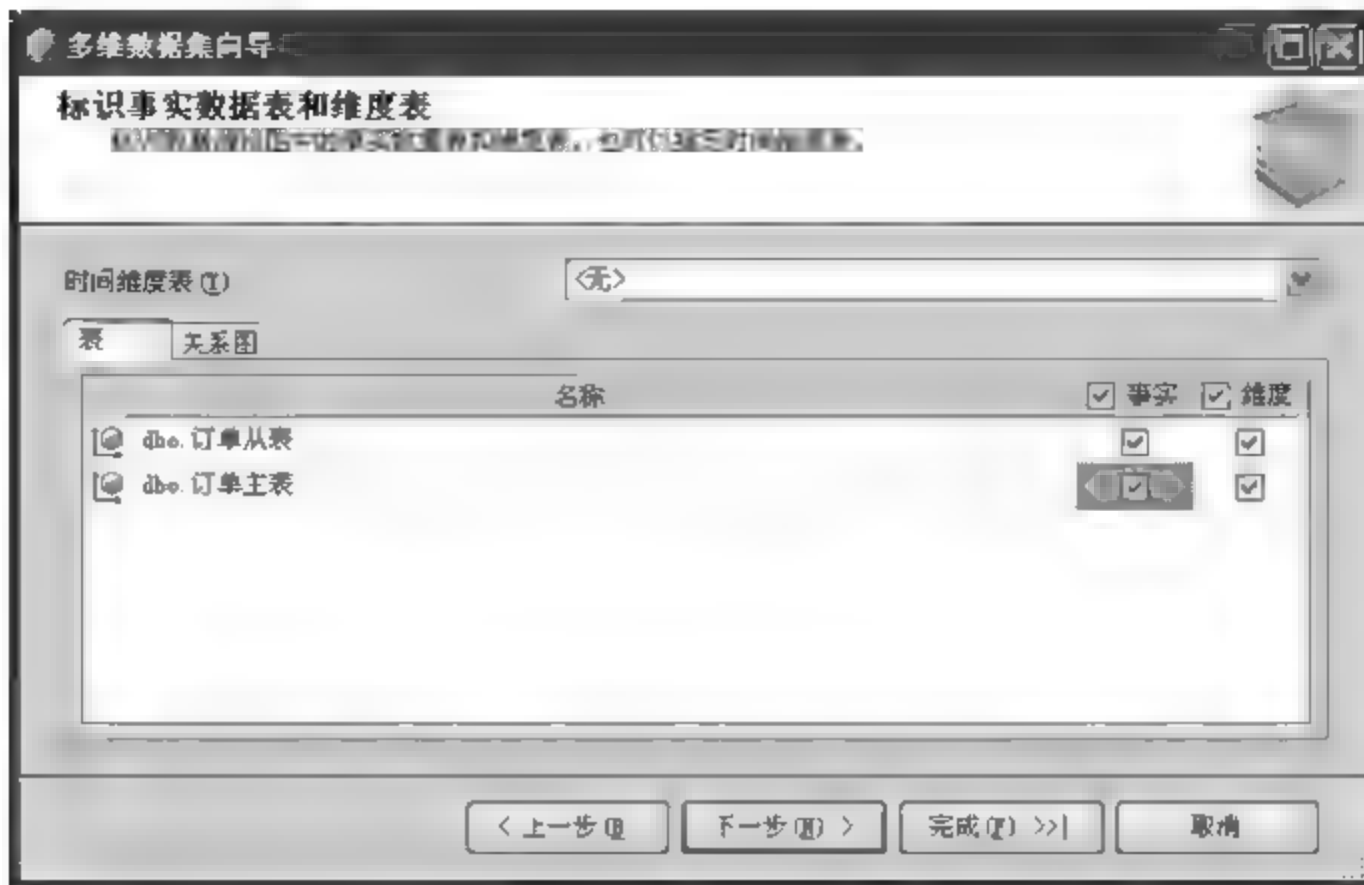 多维数据集向导
标识事实数据表和维度表
时间维度表(T)
<无>
表 关系图
名称 事实 维度
dbo.订单从表
dbo.订单主表
< 上一步(B 下一步(N) > 完成(F) >>| 取消